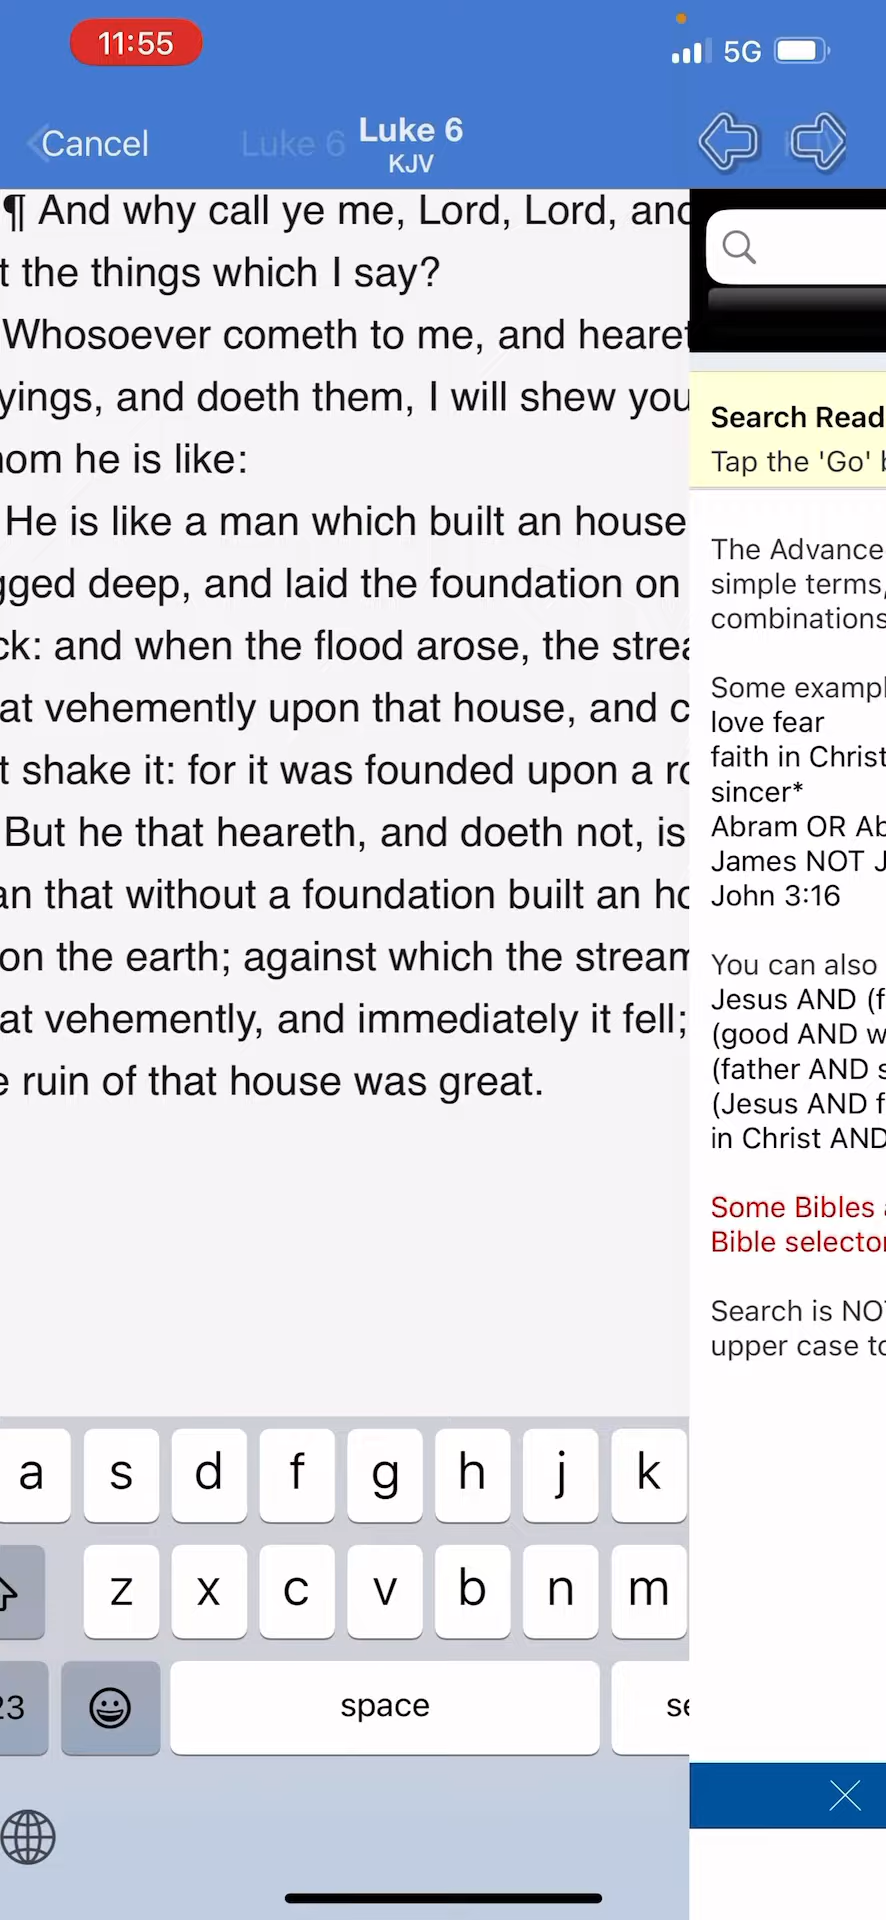 11:55
5G
Cancel
Luke 6
Luke 6
KJV
¶ And why call ye me, Lord, Lord, and
t the things which I say?
Whosoever cometh to me, and hearet
yings, and doeth them, I will shew you
om he is like:
He is like a man which built an house
gged deep, and laid the foundation on
ck: and when the flood arose, the strea
at vehemently upon that house, and c
t shake it: for it was founded upon a ro
But he that heareth, and doeth not, is
an that without a foundation built an ho
on the earth; against which the stream
at vehemently, and immediately it fell;
e ruin of that house was great.
Search Read
Tap the 'Go' b
The Advance
simple terms,
combinations
Some exampl
love fear
faith in Christ
sincer*
Abram OR Ab
James NOT J
John 3:16
You can also
Jesus AND (f
(good AND w
(father AND s
(Jesus AND f
in Christ AND
Some Bibles a
Bible selector
Search is NOT
upper case to
a s d f g h j k
z x c v b n m
23
space
se